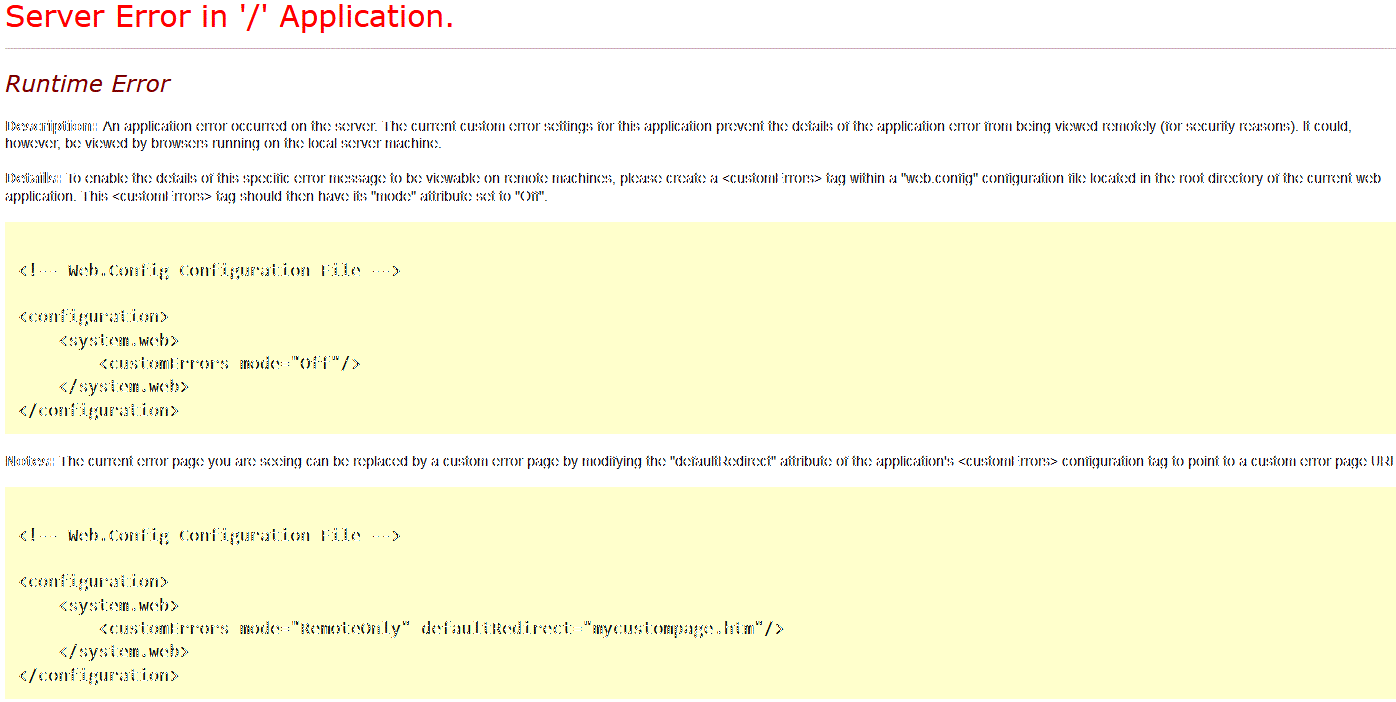 Server Error in '/' Application.
Runtime Error
Description: An application error occurred on the server. The current custom error settings for this application prevent the details of the application error from being viewed remotely (for security reasons). It could,
however, be viewed by browsers running on the local server machine.
Details: To enable the details of this specific error message to be viewable on remote machines, please create a <customErrors> tag within a "web.config" configuration file located in the root directory of the current web
application. This <customErrors> tag should then have its "mode" attribute set to "Off".
<!-- Web.Config Configuration File -->
<configuration>
    <system.web>
        <customErrors mode="Off"/>
    </system.web>
</configuration>
Notes: The current error page you are seeing can be replaced by a custom error page by modifying the "defaultRedirect" attribute of the application's <customErrors> configuration tag to point to a custom error page URL
<!-- Web.Config Configuration File -->
<configuration>
    <system.web>
        <customErrors mode="RemoteOnly" defaultRedirect="mycustompage.htm"/>
    </system.web>
</configuration>